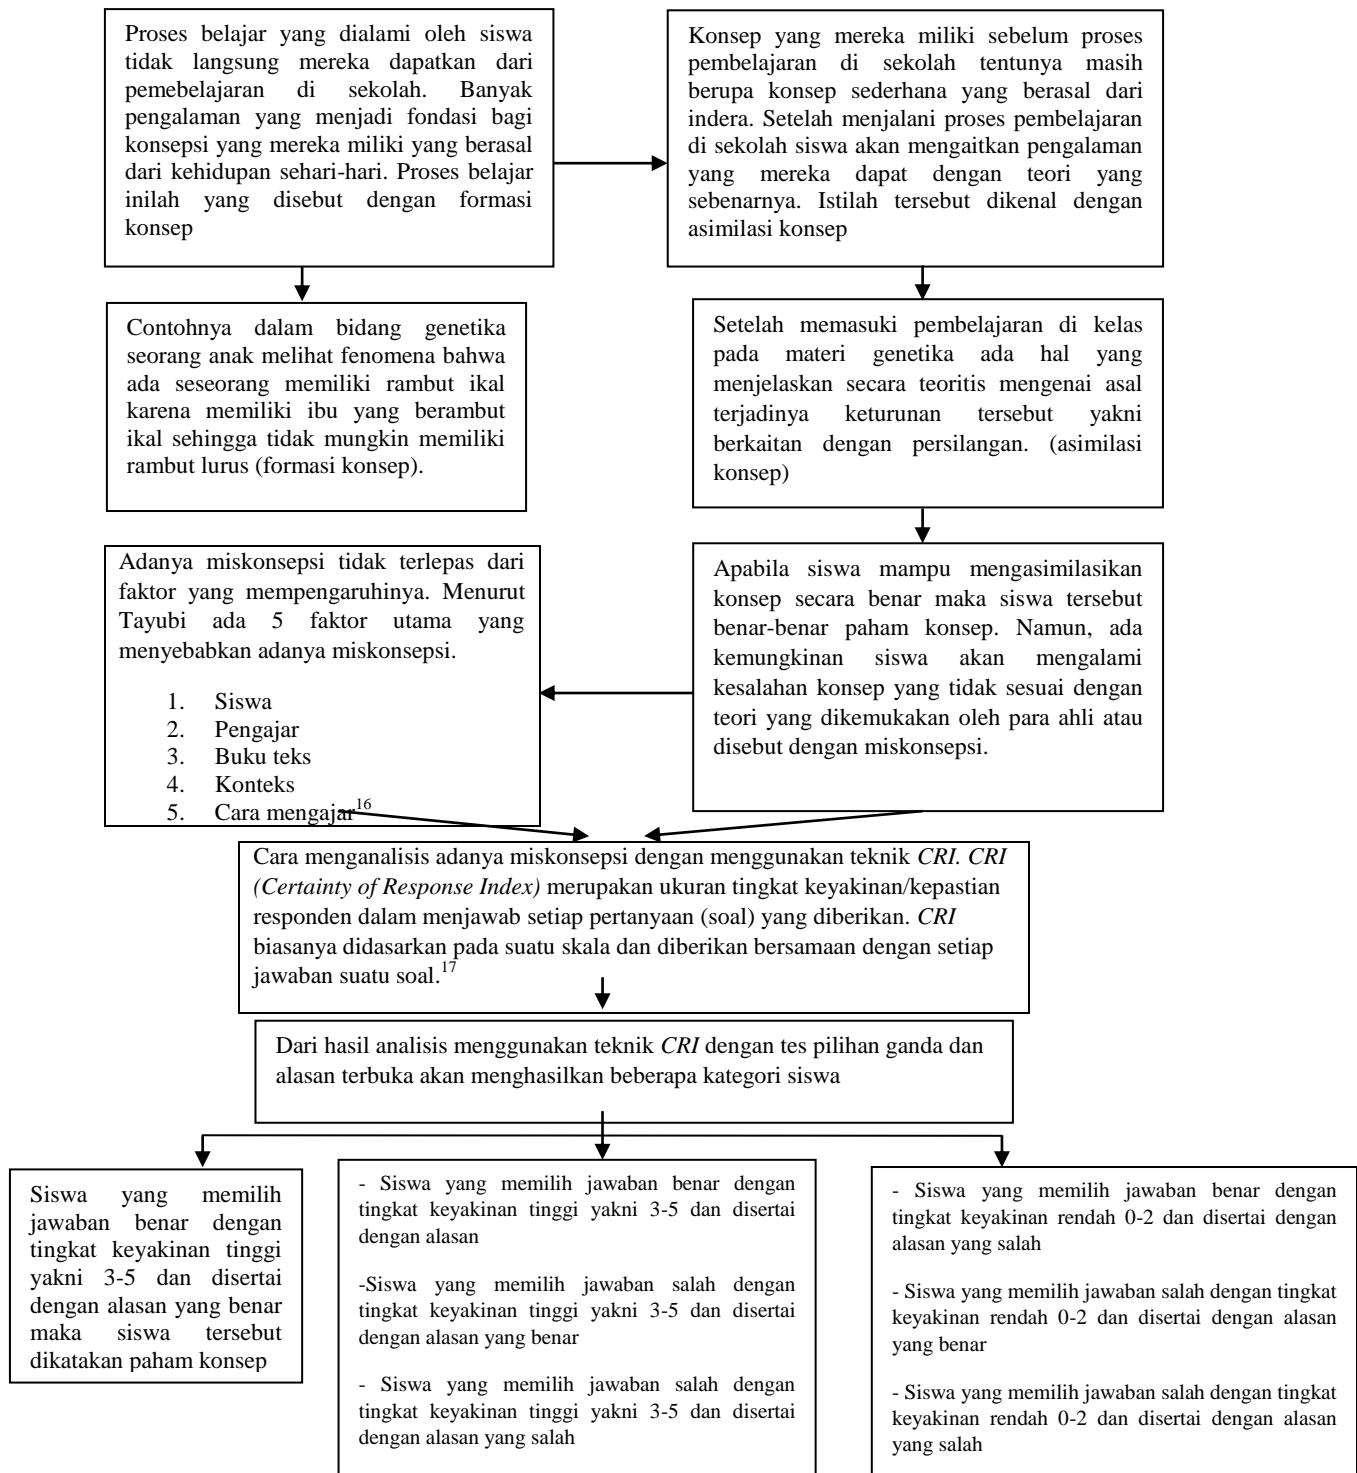 Proses belajar yang dialami oleh siswa
tidak langsung mereka dapatkan dari
pemebelajaran di sekolah. Banyak
pengalaman yang menjadi fondasi bagi
konsepsi yang mereka miliki yang berasal
dari kehidupan sehari-hari. Proses belajar
inilah yang disebut dengan formasi
konsep
Konsep yang mereka miliki sebelum proses
pembelajaran di sekolah tentunya masih
berupa konsep sederhana yang berasal dari
indera. Setelah menjalani proses pembelajaran
di sekolah siswa akan mengaitkan pengalaman
yang mereka dapat dengan teori yang
sebenarnya. Istilah tersebut dikenal dengan
asimilasi konsep
Contohnya dalam bidang genetika
seorang anak melihat fenomena bahwa
ada seseorang memiliki rambut ikal
karena memiliki ibu yang berambut
ikal sehingga tidak mungkin memiliki
rambut lurus (formasi konsep).
Setelah memasuki pembelajaran di kelas
pada materi genetika ada hal yang
menjelaskan secara teoritis mengenai asal
terjadinya keturunan tersebut yakni
berkaitan dengan persilangan. (asimilasi
konsep)
Adanya miskonsepsi tidak terlepas dari
faktor yang mempengaruhinya. Menurut
Tayubi ada 5 faktor utama yang
menyebabkan adanya miskonsepsi.
1. Siswa
2. Pengajar
3. Buku teks
4. Konteks
5. Cara mengajar16
Apabila siswa mampu mengasimilasikan
konsep secara benar maka siswa tersebut
benar-benar paham konsep. Namun, ada
kemungkinan siswa akan mengalami
kesalahan konsep yang tidak sesuai dengan
teori yang dikemukakan oleh para ahli atau
disebut dengan miskonsepsi.
Cara menganalisis adanya miskonsepsi dengan menggunakan teknik CRI. CRI
(Certainty of Response Index) merupakan ukuran tingkat keyakinan/kepastian
responden dalam menjawab setiap pertanyaan (soal) yang diberikan. CRI
biasanya didasarkan pada suatu skala dan diberikan bersamaan dengan setiap
jawaban suatu soal.17
Dari hasil analisis menggunakan teknik CRI dengan tes pilihan ganda dan
alasan terbuka akan menghasilkan beberapa kategori siswa
Siswa yang memilih
jawaban benar dengan
tingkat keyakinan tinggi
yakni 3-5 dan disertai
dengan alasan yang benar
maka siswa tersebut
dikatakan paham konsep
- Siswa yang memilih jawaban benar dengan
tingkat keyakinan tinggi yakni 3-5 dan disertai
dengan alasan
-Siswa yang memilih jawaban salah dengan
tingkat keyakinan tinggi yakni 3-5 dan disertai
dengan alasan yang benar
- Siswa yang memilih jawaban salah dengan
tingkat keyakinan tinggi yakni 3-5 dan disertai
dengan alasan yang salah
- Siswa yang memilih jawaban benar dengan
tingkat keyakinan rendah 0-2 dan disertai dengan
alasan yang salah
- Siswa yang memilih jawaban salah dengan tingkat
keyakinan rendah 0-2 dan disertai dengan alasan
yang benar
- Siswa yang memilih jawaban salah dengan tingkat
keyakinan rendah 0-2 dan disertai dengan alasan
yang salah